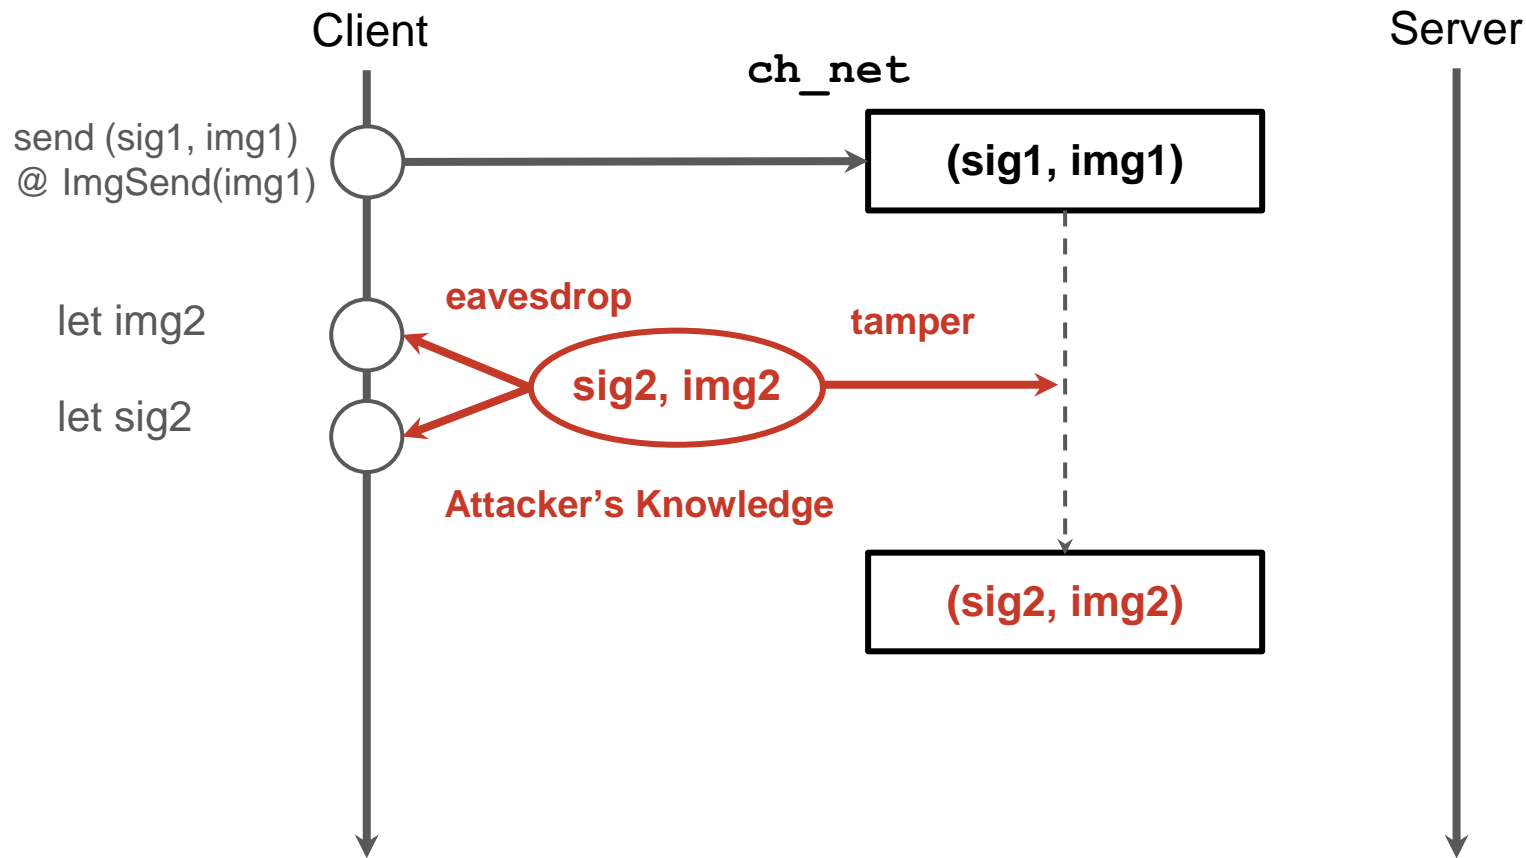 Client
Server
ch_net
send (sig1, img1)
@ ImgSend(img1)
(sig1, img1)
eavesdrop
let img2
tamper
sig2, img2
let sig2
Attacker’s Knowledge
(sig2, img2)